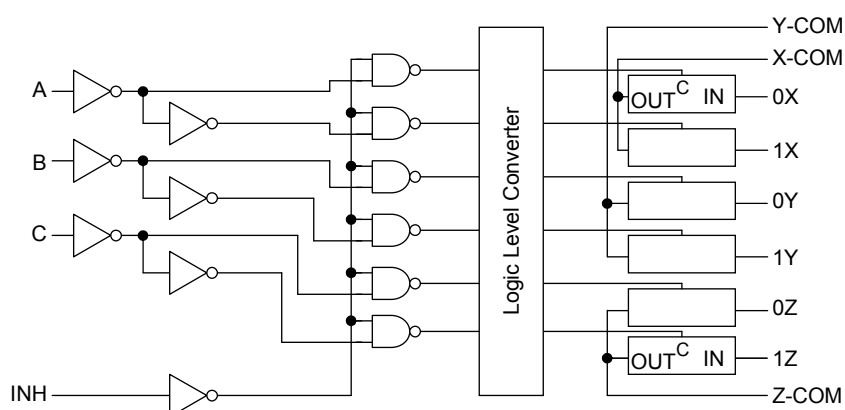 Y-COM
X-COM
A
OUT C IN
0X
1X
B
0Y
C
1Y
0Z
OUT C IN
1Z
INH
Z-COM
Logic Level Converter